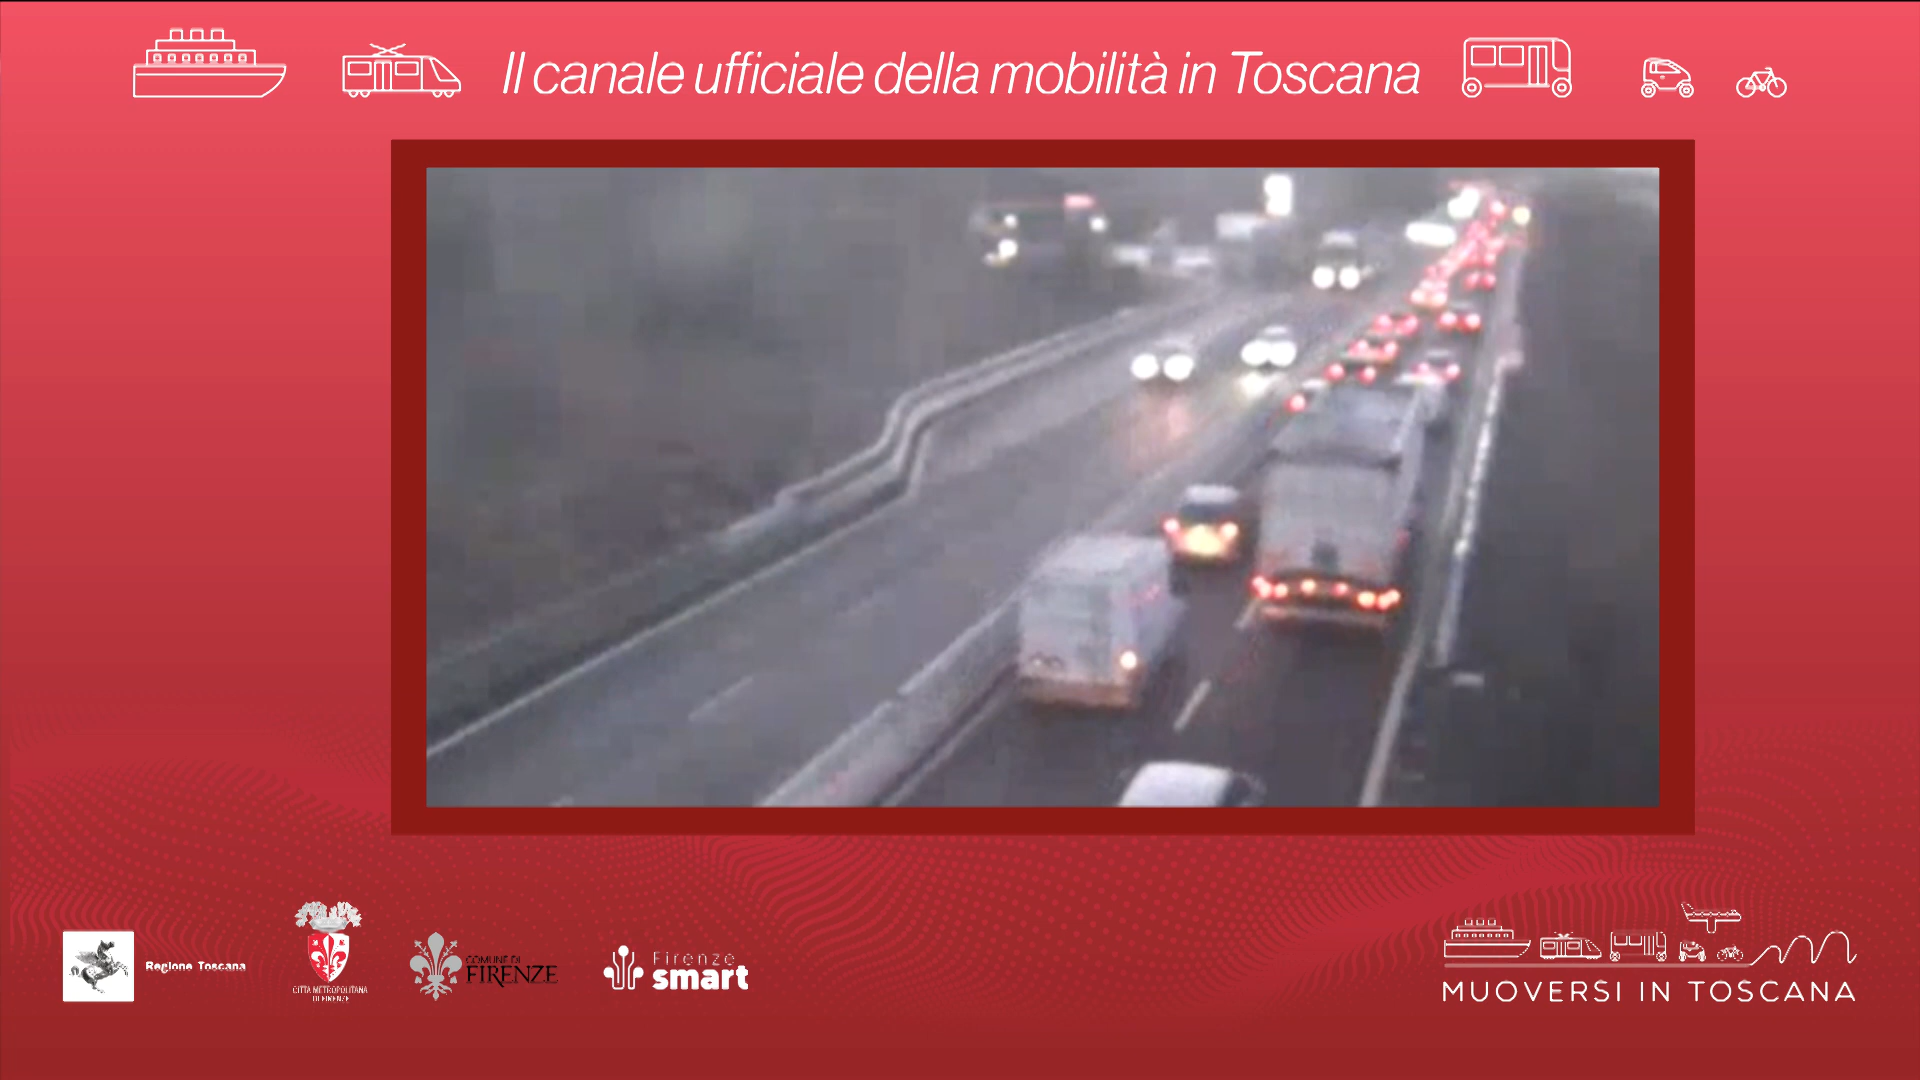 Il canale ufficiale della mobilità in Toscana
Regione Toscana
CITTÀ METROPOLITANA
DI FIRENZE
COMUNE DI
FIRENZE
Firenze
smart
MUOVERSI IN TOSCANA